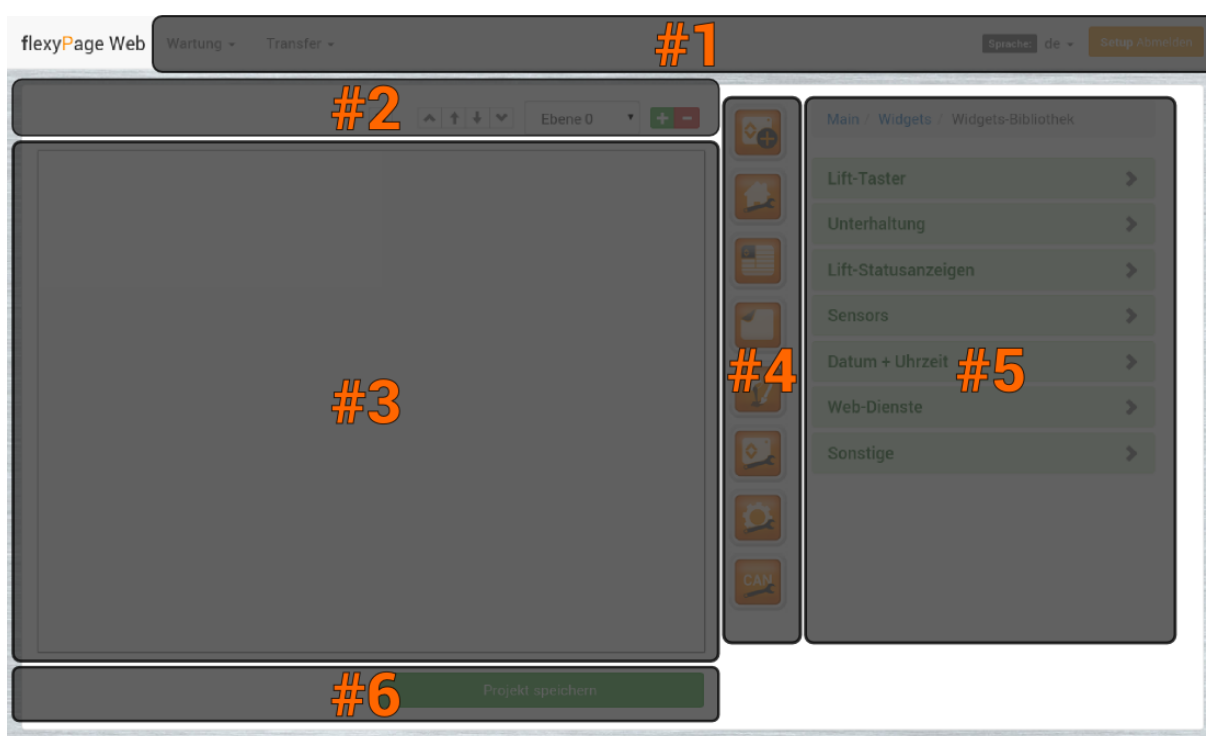 flexyPage Web Wartung Transfer #1 Sprache: de Setup Abmelden
#2 Ebene 0
Main / Widgets / Widgets-Bibliothek
Lift-Taster
Unterhaltung
Lift-Statusanzeigen
Sensors
Datum + Uhrzeit
#3
#4
#5
Web-Dienste
Sonstige
CAN
#6 Projekt speichern